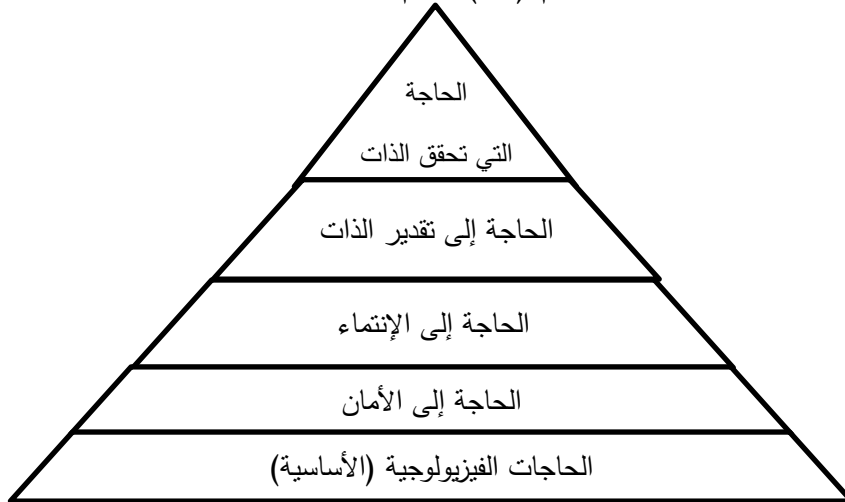 الحاجة
التي تحقق الذات
الحاجة إلى تقدير الذات
الحاجة إلى الإنتماء
الحاجة إلى الأمان
الحاجات الفيزيولوجية (الأساسية)